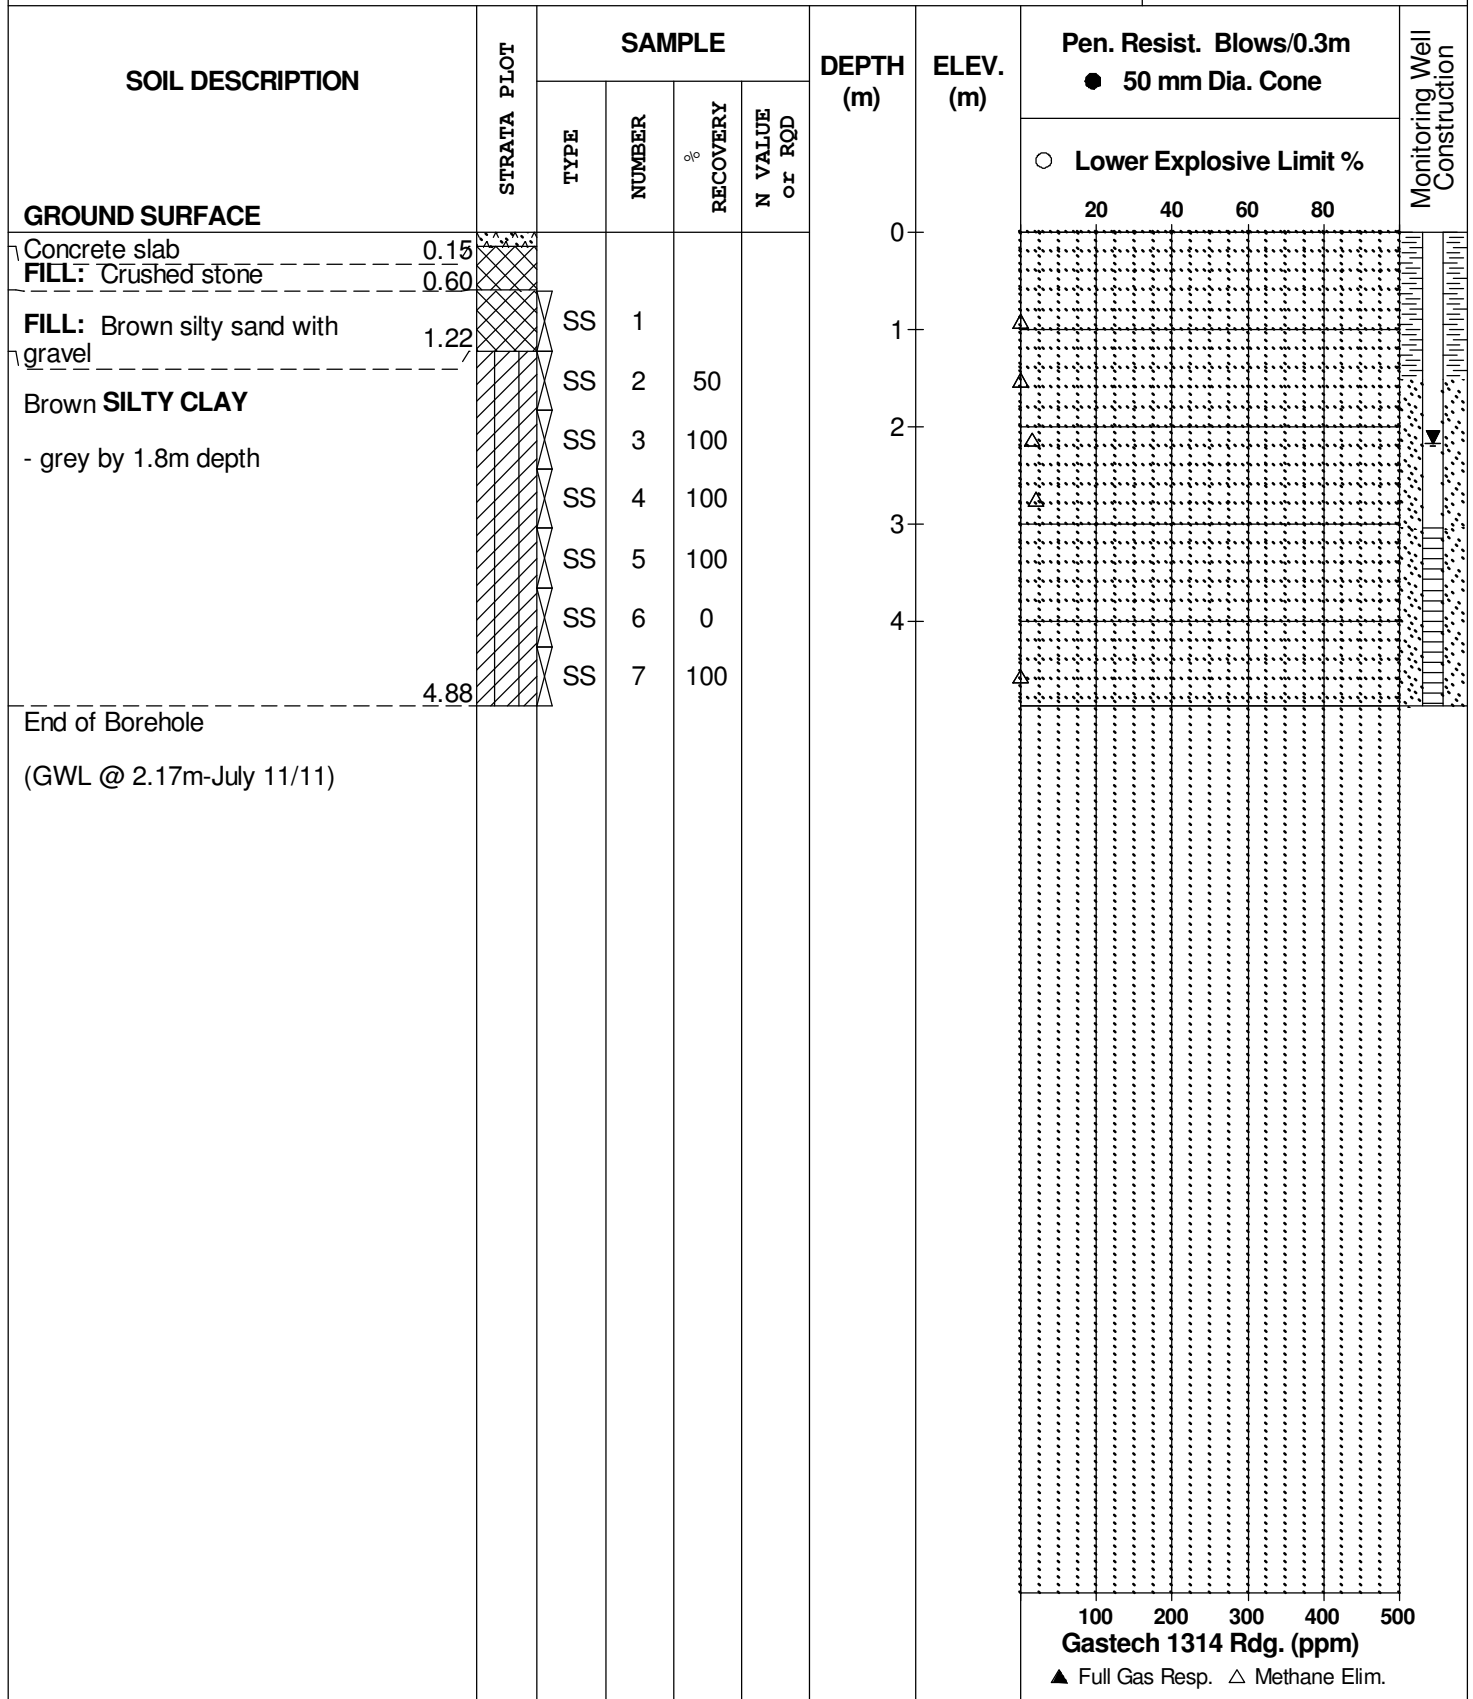 SOIL DESCRIPTION
STRATA PLOT
SAMPLE
TYPE
NUMBER
%
RECOVERY
N VALUE
or RQD
DEPTH
(m)
ELEV.
(m)
Pen. Resist. Blows/0.3m
● 50 mm Dia. Cone
○ Lower Explosive Limit %
20 40 60 80
Monitoring Well
Construction
GROUND SURFACE
0
Concrete slab 0.15
FILL: Crushed stone 0.60
FILL: Brown silty sand with
gravel 1.22
SS 1
1
Brown SILTY CLAY
SS 2 50
2
- grey by 1.8m depth
SS 3 100
SS 4 100
3
SS 5 100
SS 6 0
4
SS 7 100
4.88
End of Borehole
(GWL @ 2.17m-July 11/11)
100 200 300 400 500
Gastech 1314 Rdg. (ppm)
▲ Full Gas Resp. △ Methane Elim.